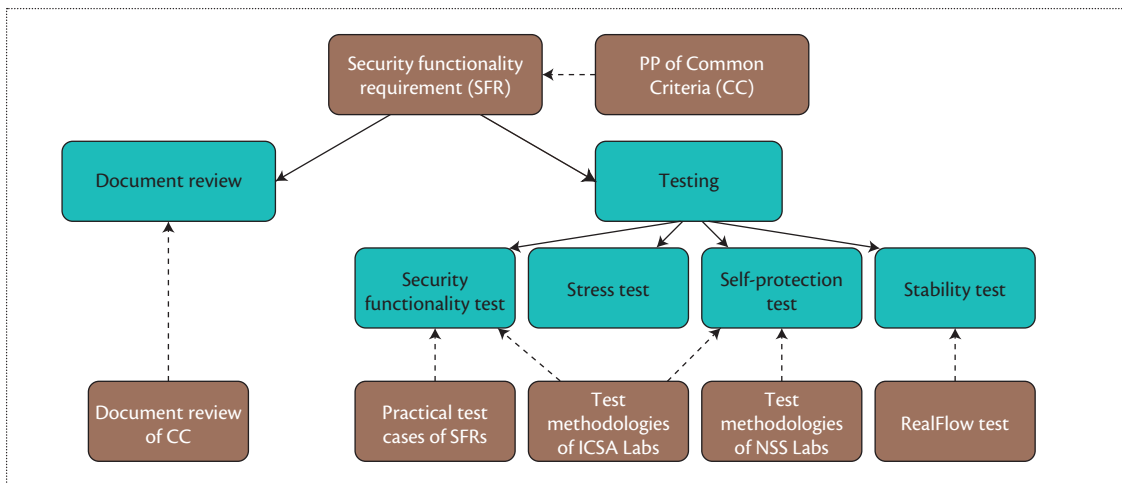 Security functionality
requirement (SFR)
PP of Common
Criteria (CC)
Document review
Testing
Security
functionality test
Stress test
Self-protection
test
Stability test
Document review
of CC
Practical test
cases of SFRs
Test
methodologies
of ICSA Labs
Test
methodologies
of NSS Labs
RealFlow test